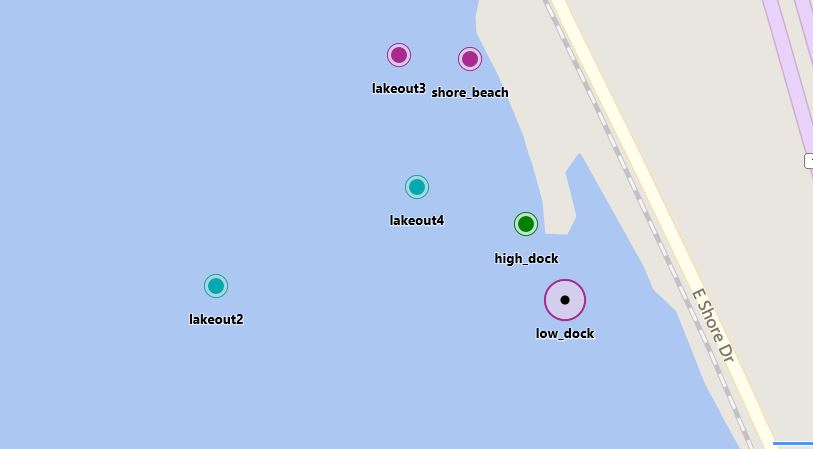 lakeout3
shore_beach
lakeout4
high_dock
lakeout2
low_dock
E Shore Dr